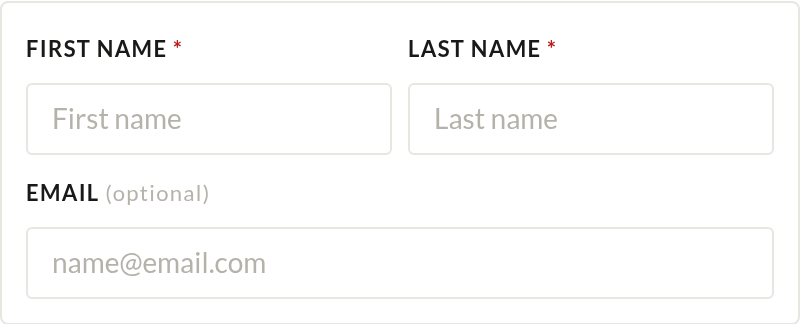 FIRST NAME * LAST NAME *
First name Last name
EMAIL (optional)
name@email.com